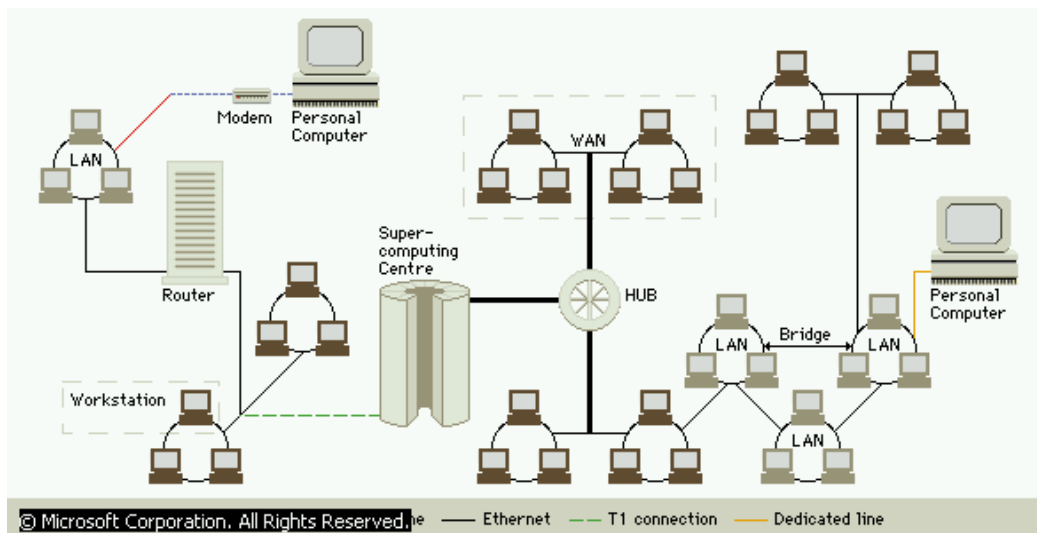 Modem
Personal
Computer
LAN
WAN
Super-
computing
Centre
Router
HUB
Personal
Computer
Bridge
LAN
LAN
Workstation
LAN
© Microsoft Corporation. All Rights Reserved.
Ethernet
T1 connection
Dedicated line